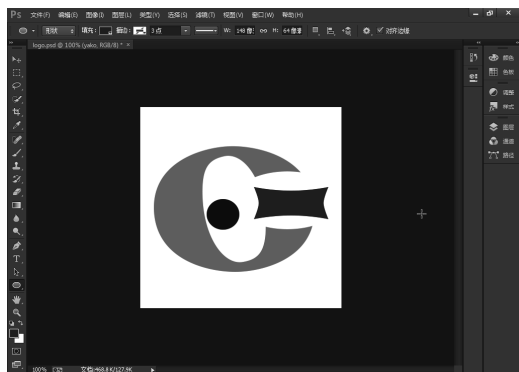 Ps 文件(F) 编辑(E) 图像(I) 图层(L) 类型(Y) 选择(S) 滤镜(T) 视图(V) 窗口(W) 帮助(H)
形状 填充: 描边: 3点 W: 148 像 H: 64 像素 对齐边缘
logo.psd @ 100% (yako, RGB/8) * ×
颜色
色板
调整
样式
图层
通道
路径
100% 文档:468.8 K/127.9K